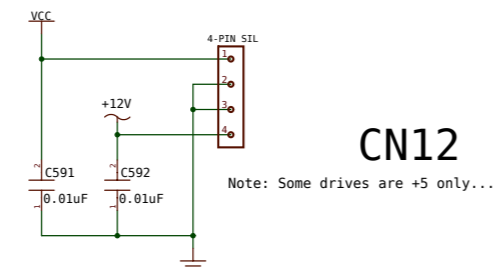 VCC
4-PIN SIL
1
2
3
4
+12V
CN12
Note: Some drives are +5 only...
2
C591
0.01uF
1
2
C592
0.01uF
1